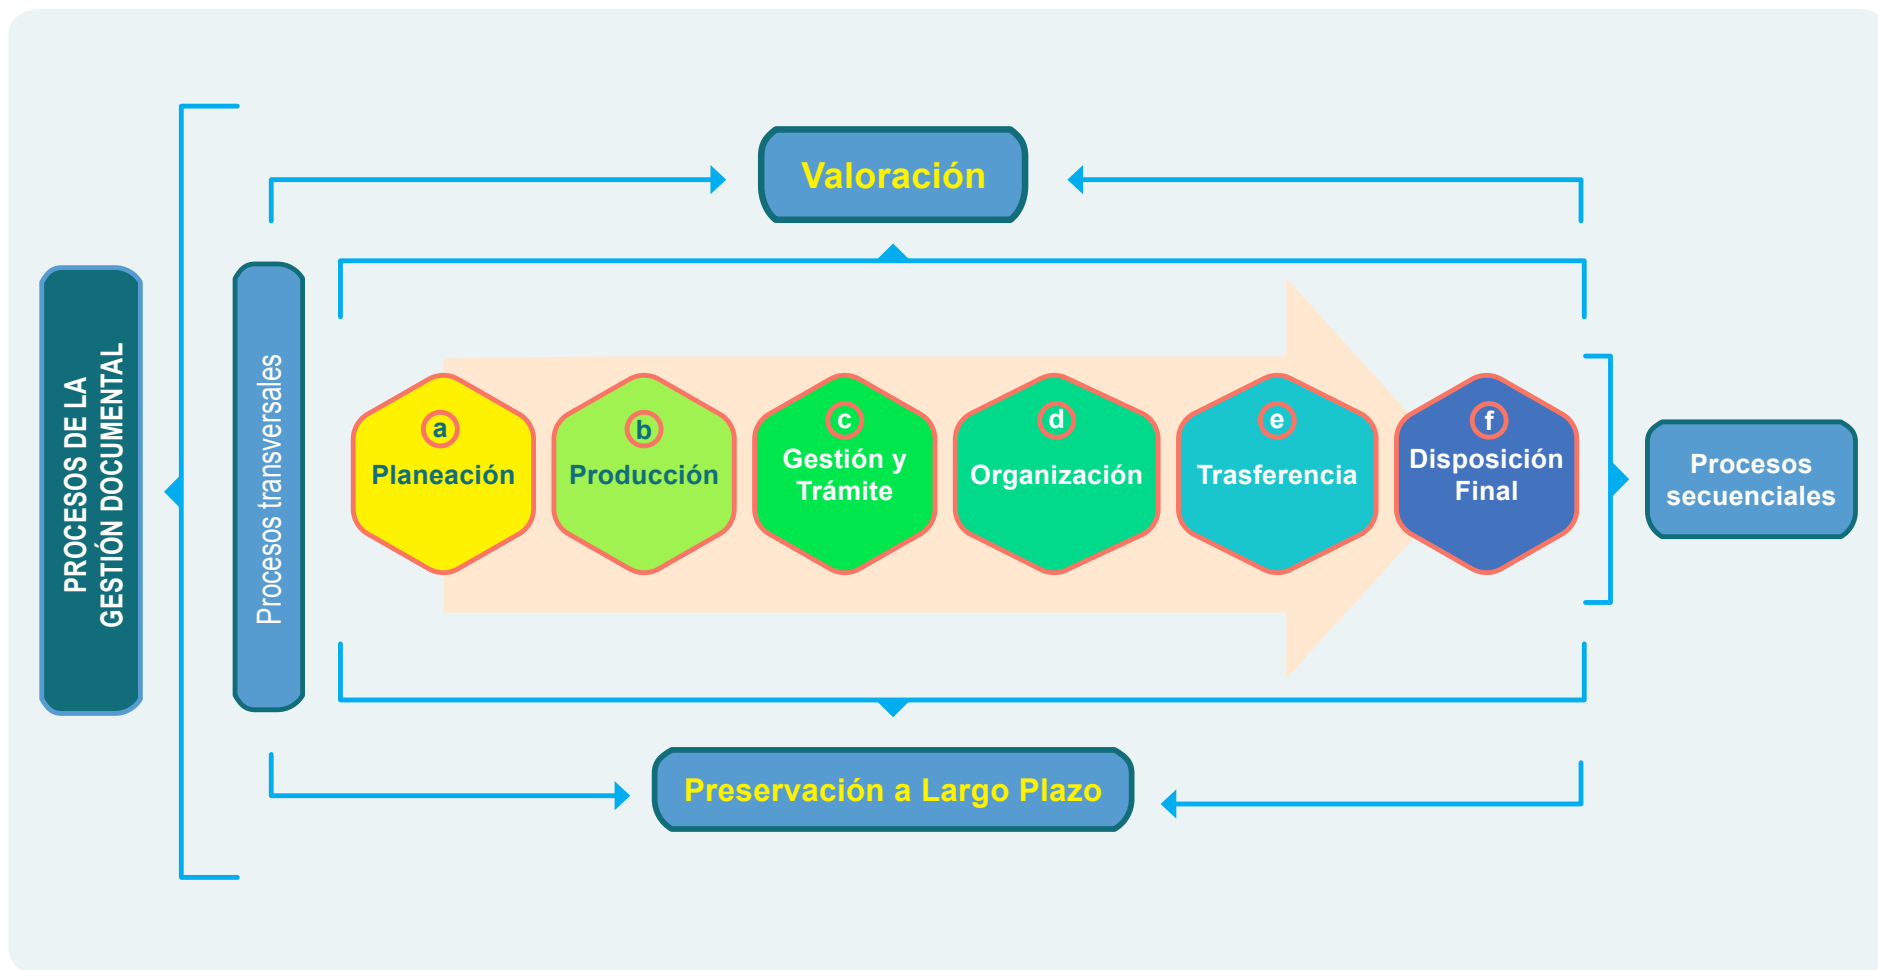 PROCESOS DE LA
GESTIÓN DOCUMENTAL
Procesos transversales
Valoración
a
Planeación
b
Producción
c
Gestión y
Trámite
d
Organización
e
Trasferencia
f
Disposición
Final
Procesos
secuenciales
Preservación a Largo Plazo